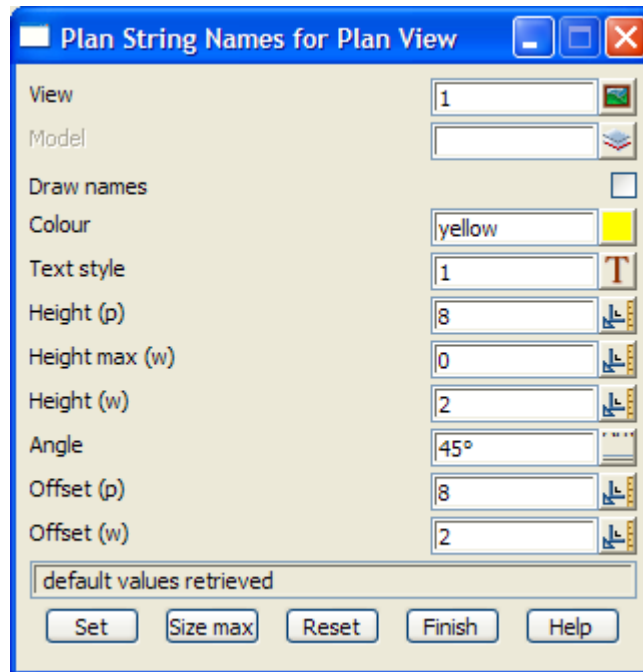 Plan String Names for Plan View
View 1
Model
Draw names
Colour yellow
Text style 1 T
Height (p) 8
Height max (w) 0
Height (w) 2
Angle 45°
Offset (p) 8
Offset (w) 2
default values retrieved
Set Size max Reset Finish Help